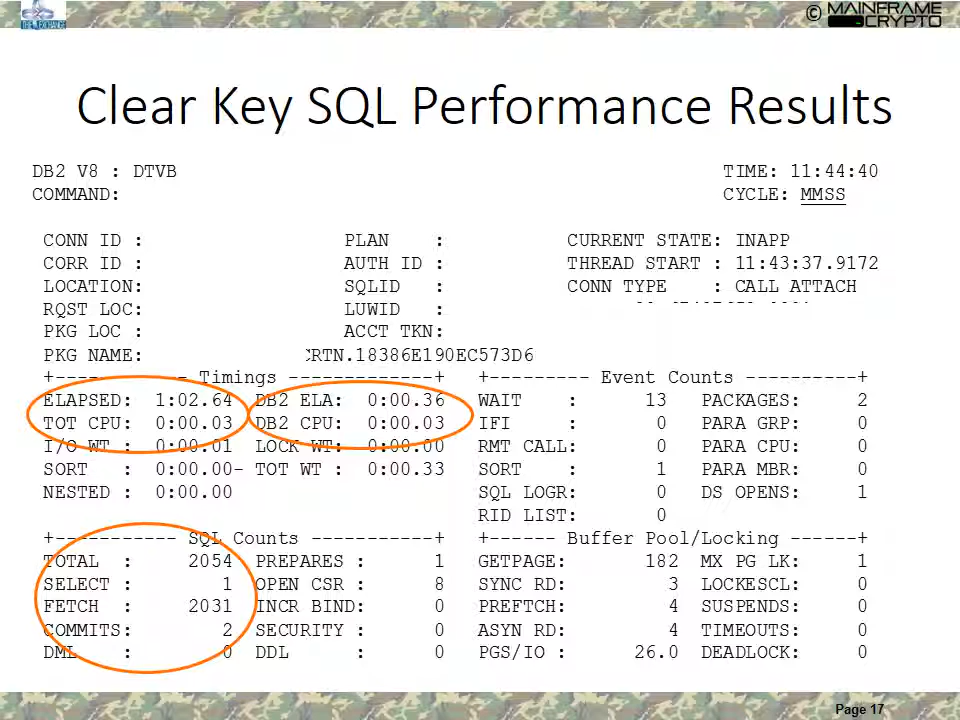 © MAINFRAME CRYPTO
Clear Key SQL Performance Results
DB2 V8 : DTVB TIME: 11:44:40
COMMAND: CYCLE: MMSS
CONN ID : PLAN : CURRENT STATE: INAPP
CORR ID : AUTH ID : THREAD START : 11:43:37.9172
LOCATION: SQLID : CONN TYPE : CALL ATTACH
RQST LOC: LUWID :
PKG LOC : ACCT TKN:
PKG NAME: CRTN.18386E190EC573D6
+----------- Timings -------------+ +--------- Event Counts ----------+
ELAPSED: 1:02.64 DB2 ELA: 0:00.36 WAIT : 13 PACKAGES: 2
TOT CPU: 0:00.03 DB2 CPU: 0:00.03 IFI : 0 PARA GRP: 0
I/O WT : 0:00.01 LOCK WT: 0:00.00 RMT CALL: 0 PARA CPU: 0
SORT : 0:00.00- TOT WT : 0:00.33 SORT : 1 PARA MBR: 0
NESTED : 0:00.00 SQL LOGR: 0 DS OPENS: 1
RID LIST: 0
+----------- SQL Counts -----------+ +------ Buffer Pool/Locking ------+
TOTAL : 2054 PREPARES : 1 GETPAGE: 182 MX PG LK: 1
SELECT : 1 OPEN CSR : 8 SYNC RD: 3 LOCKESCL: 0
FETCH : 2031 INCR BIND: 0 PREFTCH: 4 SUSPENDS: 0
COMMITS: 2 SECURITY : 0 ASYN RD: 4 TIMEOUTS: 0
DML : 0 DDL : 0 PGS/IO : 26.0 DEADLOCK: 0
Page 17